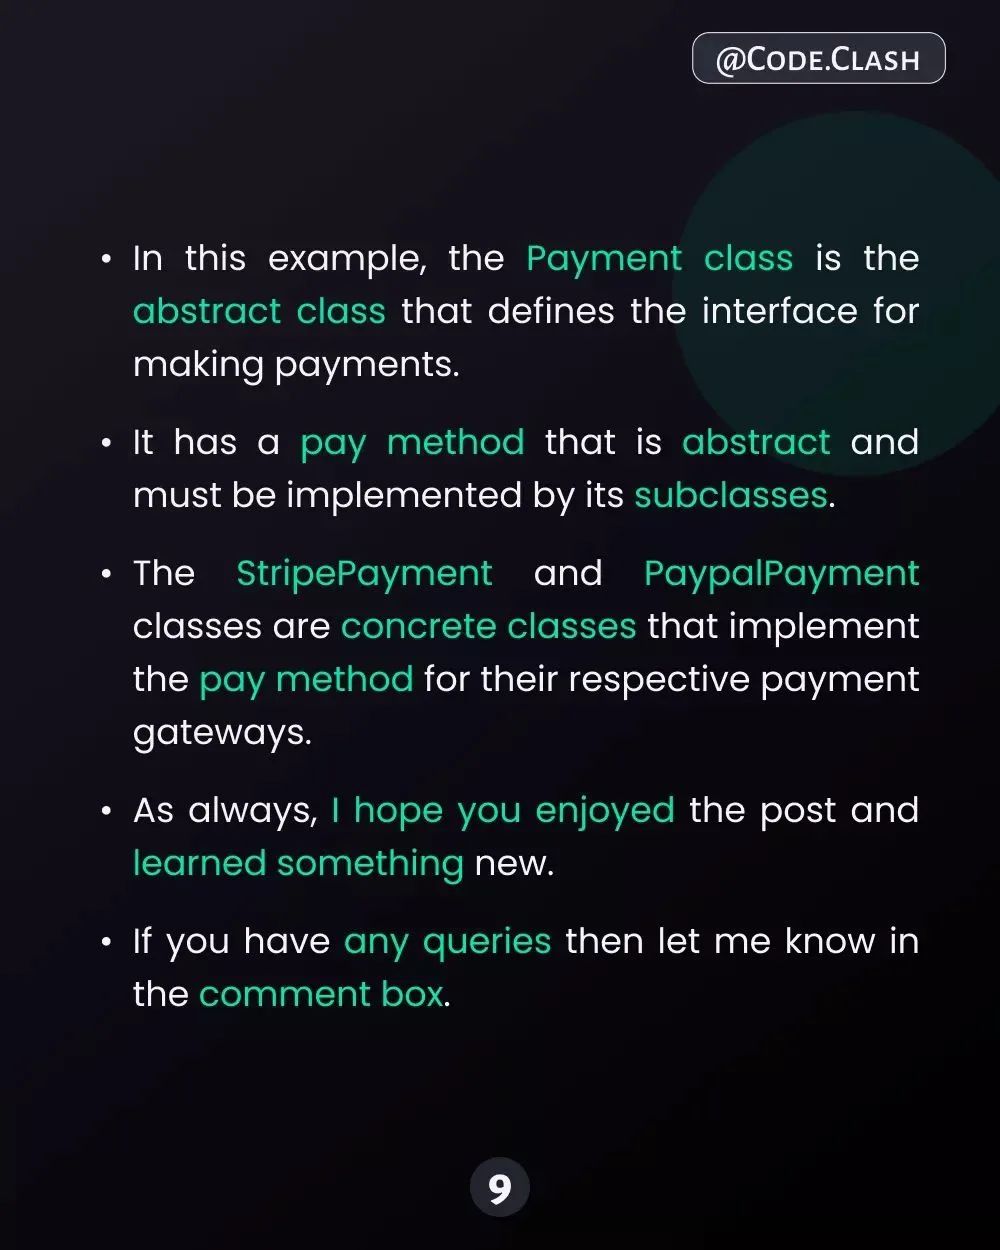 @Code.Clash
• In this example, the Payment class is the
abstract class that defines the interface for
making payments.
• It has a pay method that is abstract and
must be implemented by its subclasses.
• The StripePayment and PaypalPayment
classes are concrete classes that implement
the pay method for their respective payment
gateways.
• As always, I hope you enjoyed the post and
learned something new.
• If you have any queries then let me know in
the comment box.
9